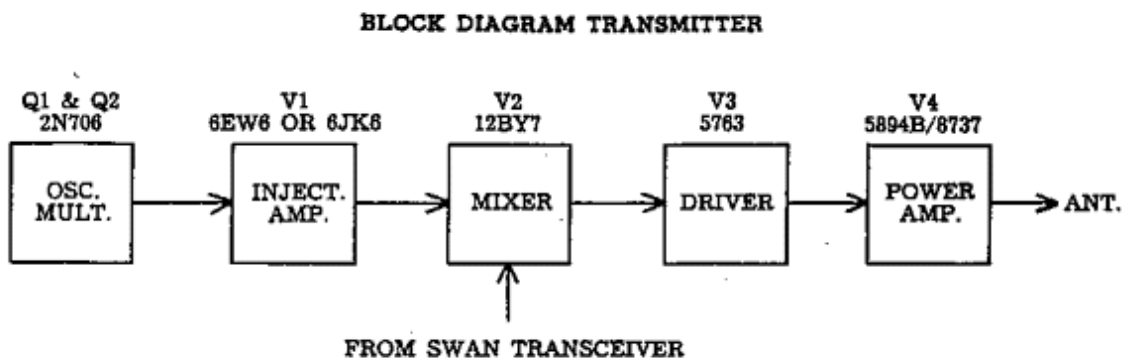 BLOCK DIAGRAM TRANSMITTER
Q1 & Q2
2N706
OSC.
MULT.
V1
6EW6 OR 6JK6
INJECT.
AMP.
V2
12BY7
MIXER
V3
5763
DRIVER
V4
5894B/8737
POWER
AMP.
ANT.
FROM SWAN TRANSCEIVER